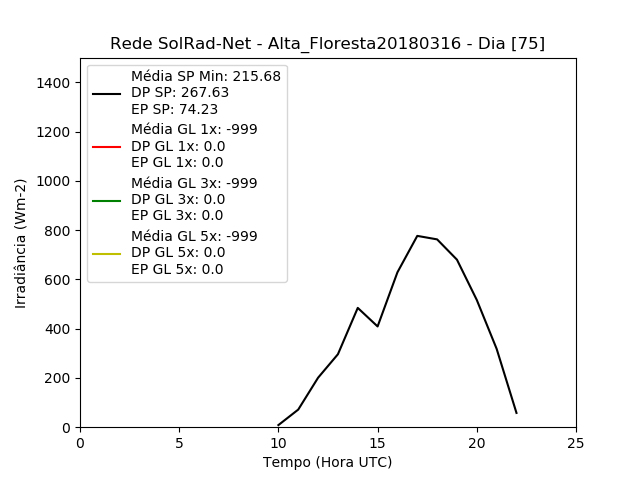 Rede SolRad-Net - Alta_Floresta20180316 - Dia [75]
Média SP Min: 215.68
DP SP: 267.63
EP SP: 74.23
Média GL 1x: -999
DP GL 1x: 0.0
EP GL 1x: 0.0
Média GL 3x: -999
DP GL 3x: 0.0
EP GL 3x: 0.0
Média GL 5x: -999
DP GL 5x: 0.0
EP GL 5x: 0.0
Irradiância (Wm-2)
1400
1200
1000
800
600
400
200
0
0 5 10 15 20 25
Tempo (Hora UTC)